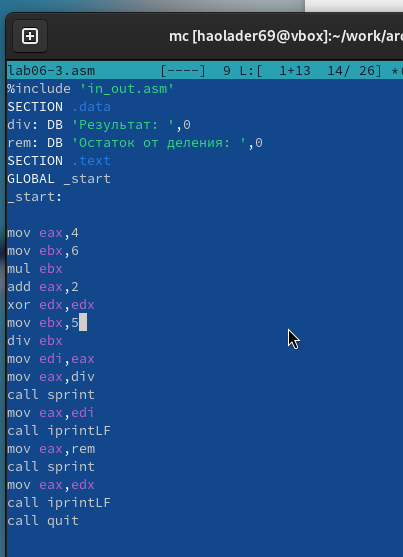 mc [haolader69@vbox]:~/work/arc
lab06-3.asm [----] 9 L:[ 1+13 14/ 26] *(
%include 'in_out.asm'
SECTION .data
div: DB 'Результат: ',0
rem: DB 'Остаток от деления: ',0
SECTION .text
GLOBAL _start
_start:
mov eax,4
mov ebx,6
mul ebx
add eax,2
xor edx,edx
mov ebx,5
div ebx
mov edi,eax
mov eax,div
call sprint
mov eax,edi
call iprintLF
mov eax,rem
call sprint
mov eax,edx
call iprintLF
call quit